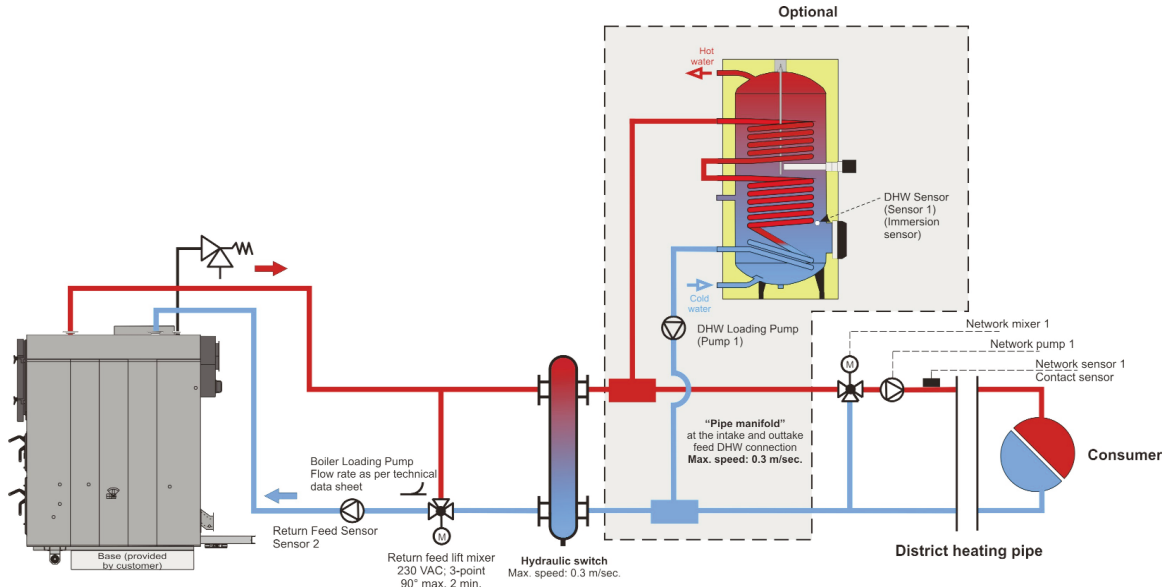 Optional
Hot
water
DHW Sensor
(Sensor 1)
(Immersion
sensor)
Cold
water
DHW Loading Pump
(Pump 1)
Network mixer 1
Network pump 1
Network sensor 1
Contact sensor
M
"Pipe manifold"
at the intake and outtake
feed DHW connection
Max. speed: 0.3 m/sec.
Consumer
Boiler Loading Pump
Flow rate as per technical
data sheet
Return Feed Sensor
Sensor 2
M
Base (provided
by customer)
Return feed lift mixer
230 VAC; 3-point
90° max. 2 min.
Hydraulic switch
Max. speed: 0.3 m/sec.
District heating pipe